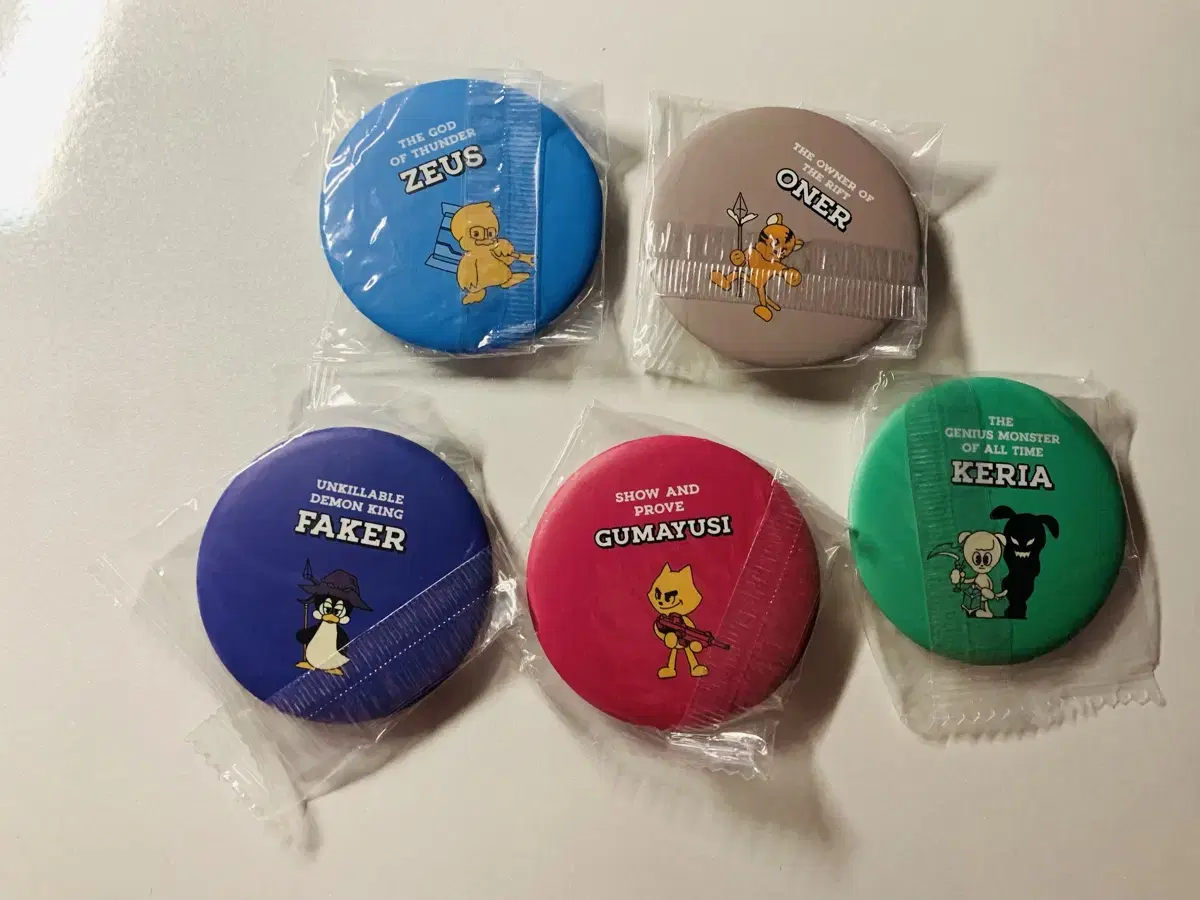 THE GOD
OF THUNDER
ZEUS
THE OWNER OF
THE RIFT
ONER
UNKILLABLE
DEMON KING
FAKER
SHOW AND
PROVE
GUMAYUSI
THE
GENIUS MONSTER
OF ALL TIME
KERIA